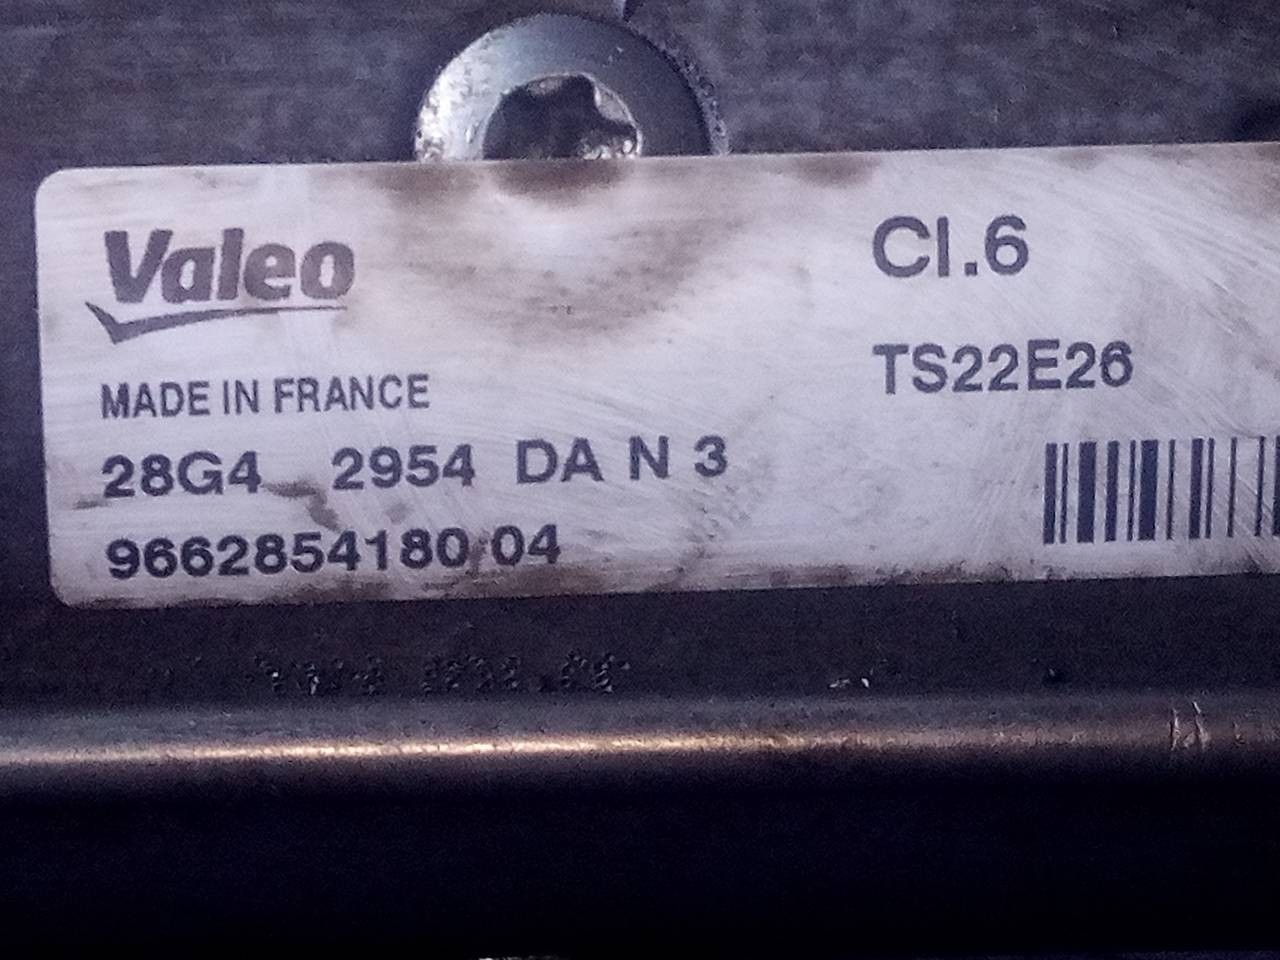 Valeo
MADE IN FRANCE
28G4 2954 DA N 3
9662854180 04
Cl.6
TS22E26